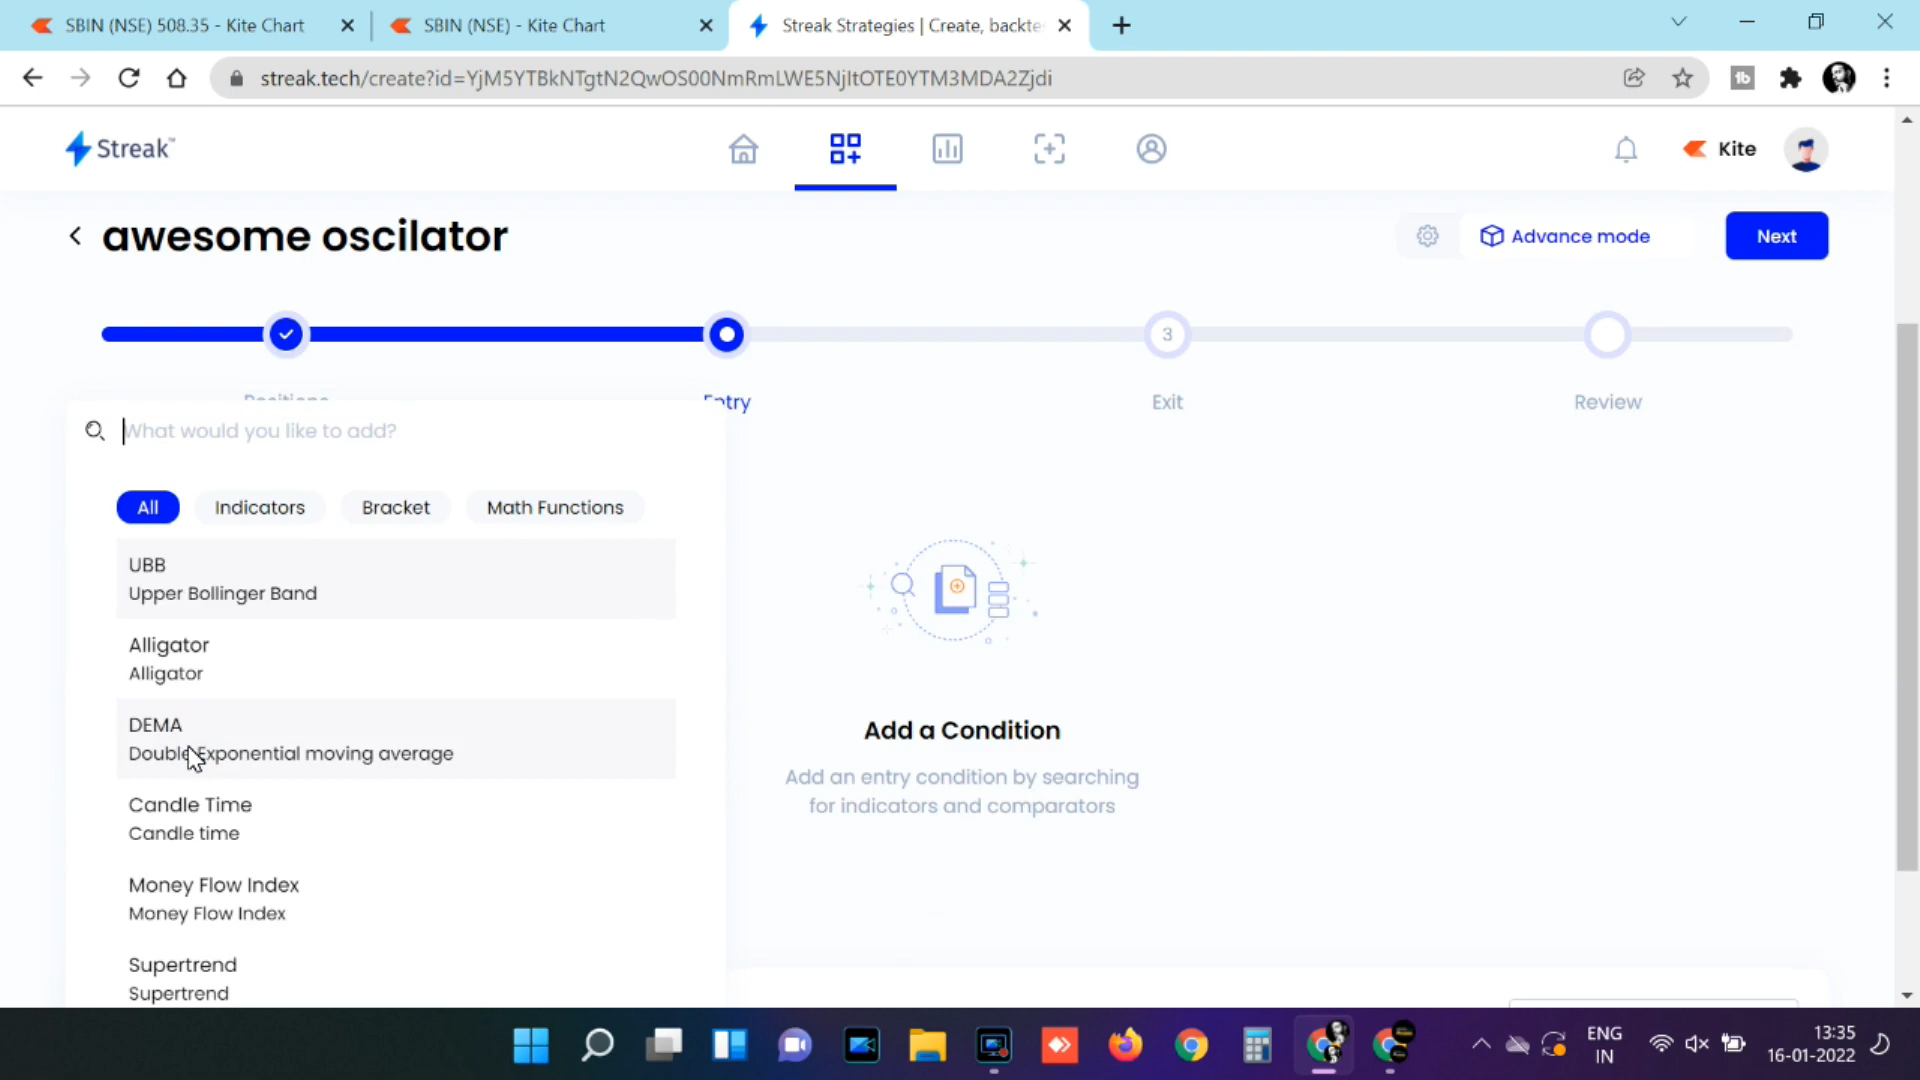 SBIN (NSE) 508.35 - Kite Chart
SBIN (NSE) - Kite Chart
Streak Strategies | Create, backte
streak.tech/create?id=YjM5YTBkNTgtN2QwOS00NmRmLWE5NjItOTE0YTM3MDA2Zjdi
Streak™
Kite
awesome oscilator
Advance mode
Next
3
Positions
Entry
Exit
Review
What would you like to add?
All
Indicators
Bracket
Math Functions
UBB
Upper Bollinger Band
Alligator
Alligator
DEMA
Double Exponential moving average
Candle Time
Candle time
Money Flow Index
Money Flow Index
Supertrend
Supertrend
Add a Condition
Add an entry condition by searching
for indicators and comparators
ENG
IN
13:35
16-01-2022